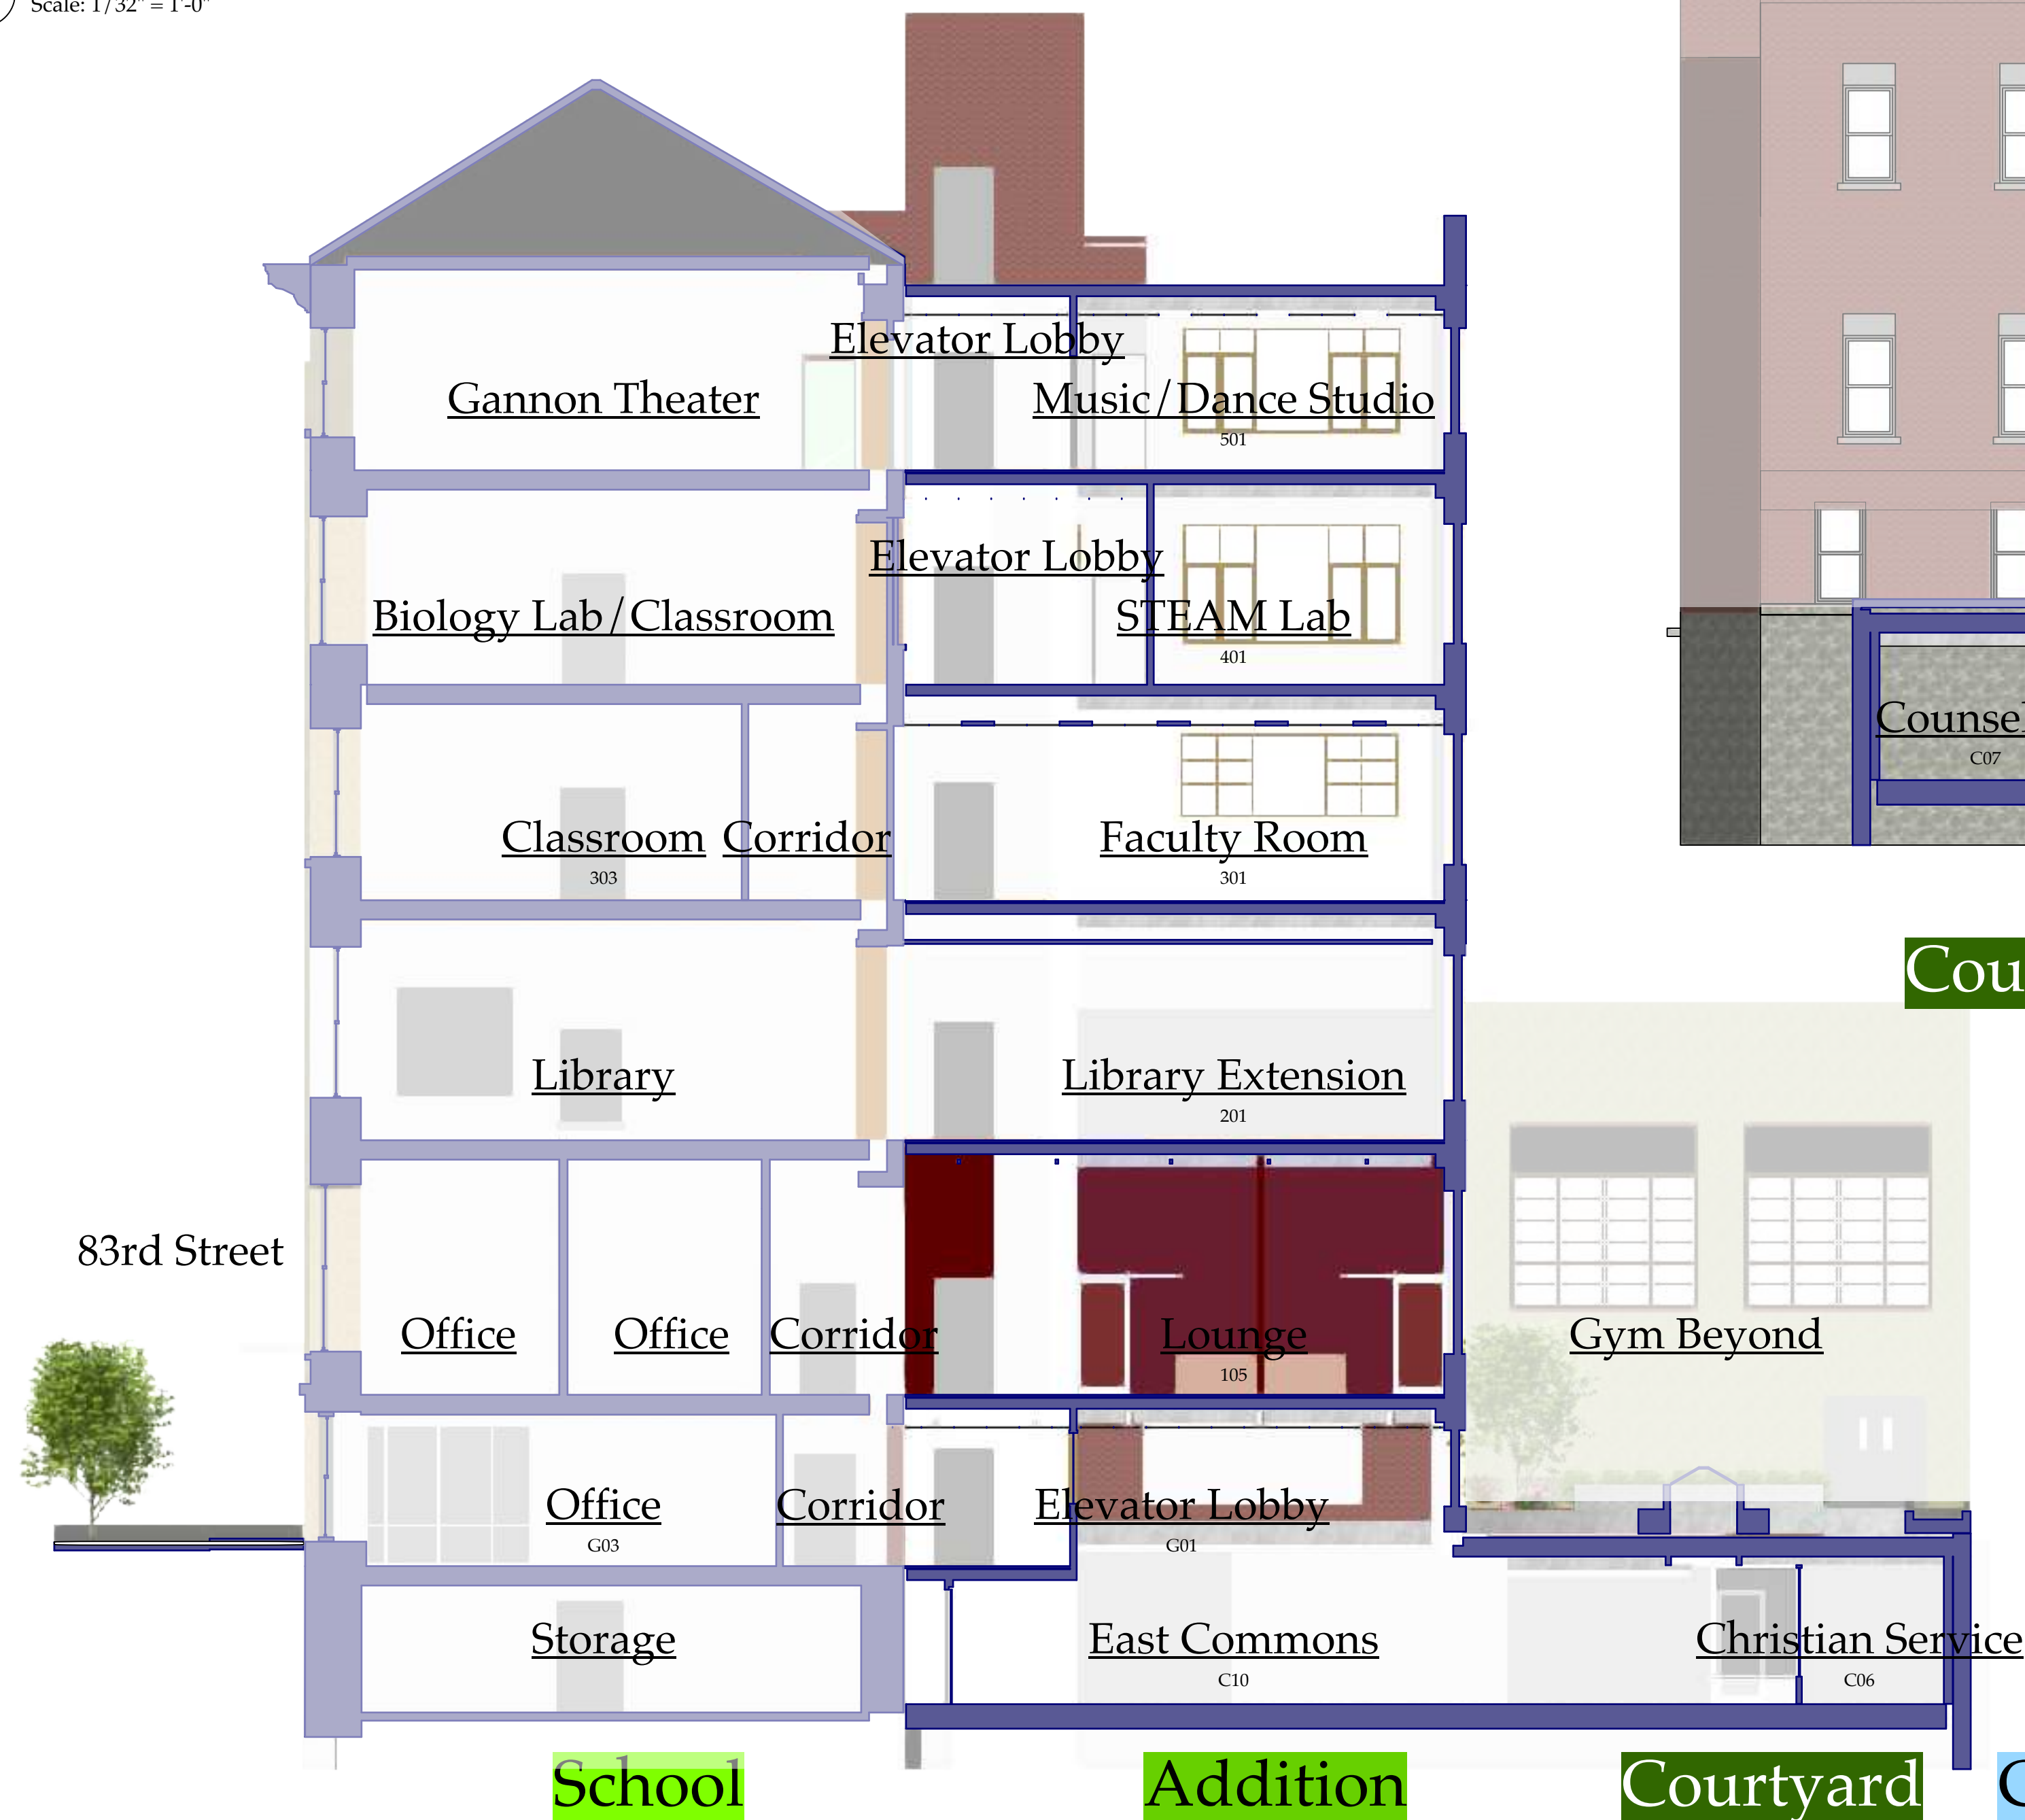 Scale: 1/32" = 1'-0"
Elevator Lobby
Gannon Theater
Music/Dance Studio
501
Elevator Lobby
Biology Lab/Classroom
STEAM Lab
401
Classroom
303
Corridor
Faculty Room
301
Library
Library Extension
201
83rd Street
Office
Office
Corridor
Lounge
105
Gym Beyond
Office
G03
Corridor
Elevator Lobby
G01
Storage
East Commons
C10
Christian Service
C06
C07
School
Addition
Courtyard